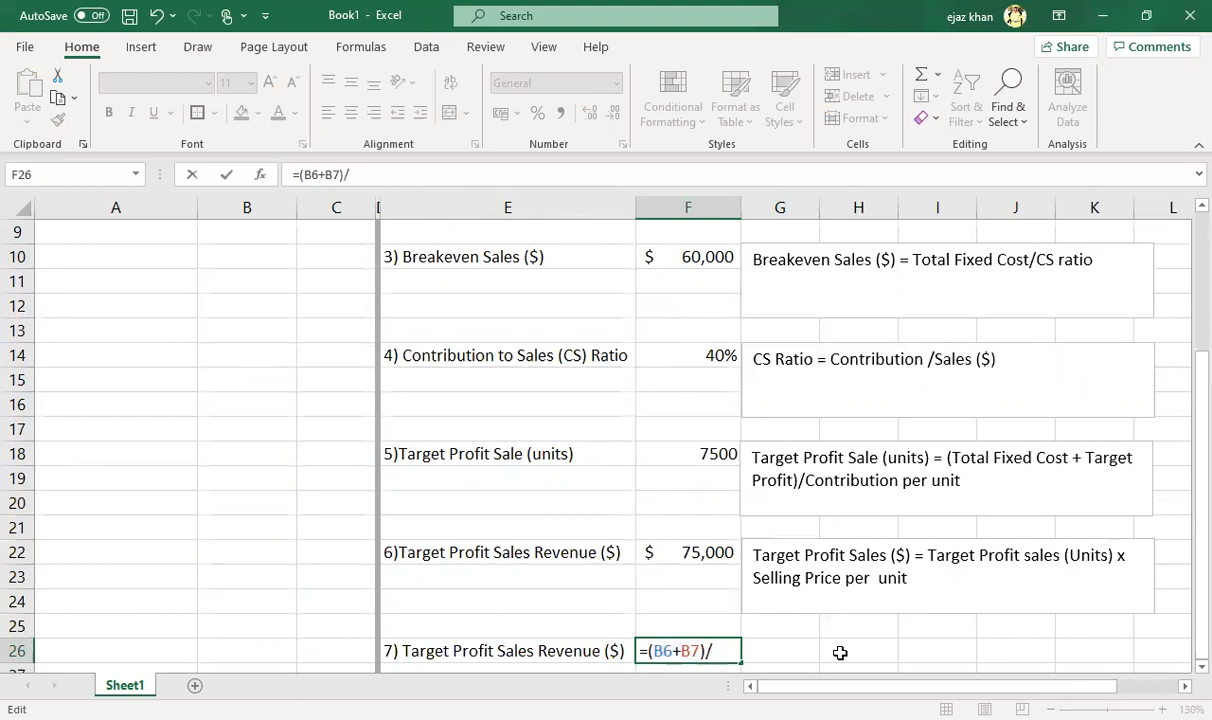 AutoSave Off Book1 - Excel Search ejaz khan
File Home Insert Draw Page Layout Formulas Data Review View Help Share Comments
Paste 11 General Conditional Formatting Format as Table Cell Styles Insert Delete Format Sort & Filter Find & Select Analyze Data
Clipboard Font Alignment Number Styles Cells Editing Analysis
F26 =(B6+B7)/
A B C D E F G H I J K L
9
10 3) Breakeven Sales ($) $ 60,000 Breakeven Sales ($) = Total Fixed Cost/CS ratio
11
12
13
14 4) Contribution to Sales (CS) Ratio 40% CS Ratio = Contribution /Sales ($)
15
16
17
18 5)Target Profit Sale (units) 7500 Target Profit Sale (units) = (Total Fixed Cost + Target
19 Profit)/Contribution per unit
20
21
22 6)Target Profit Sales Revenue ($) $ 75,000 Target Profit Sales ($) = Target Profit sales (Units) x
23 Selling Price per unit
24
25
26 7) Target Profit Sales Revenue ($) =(B6+B7)/
27
Sheet1
Edit 130%